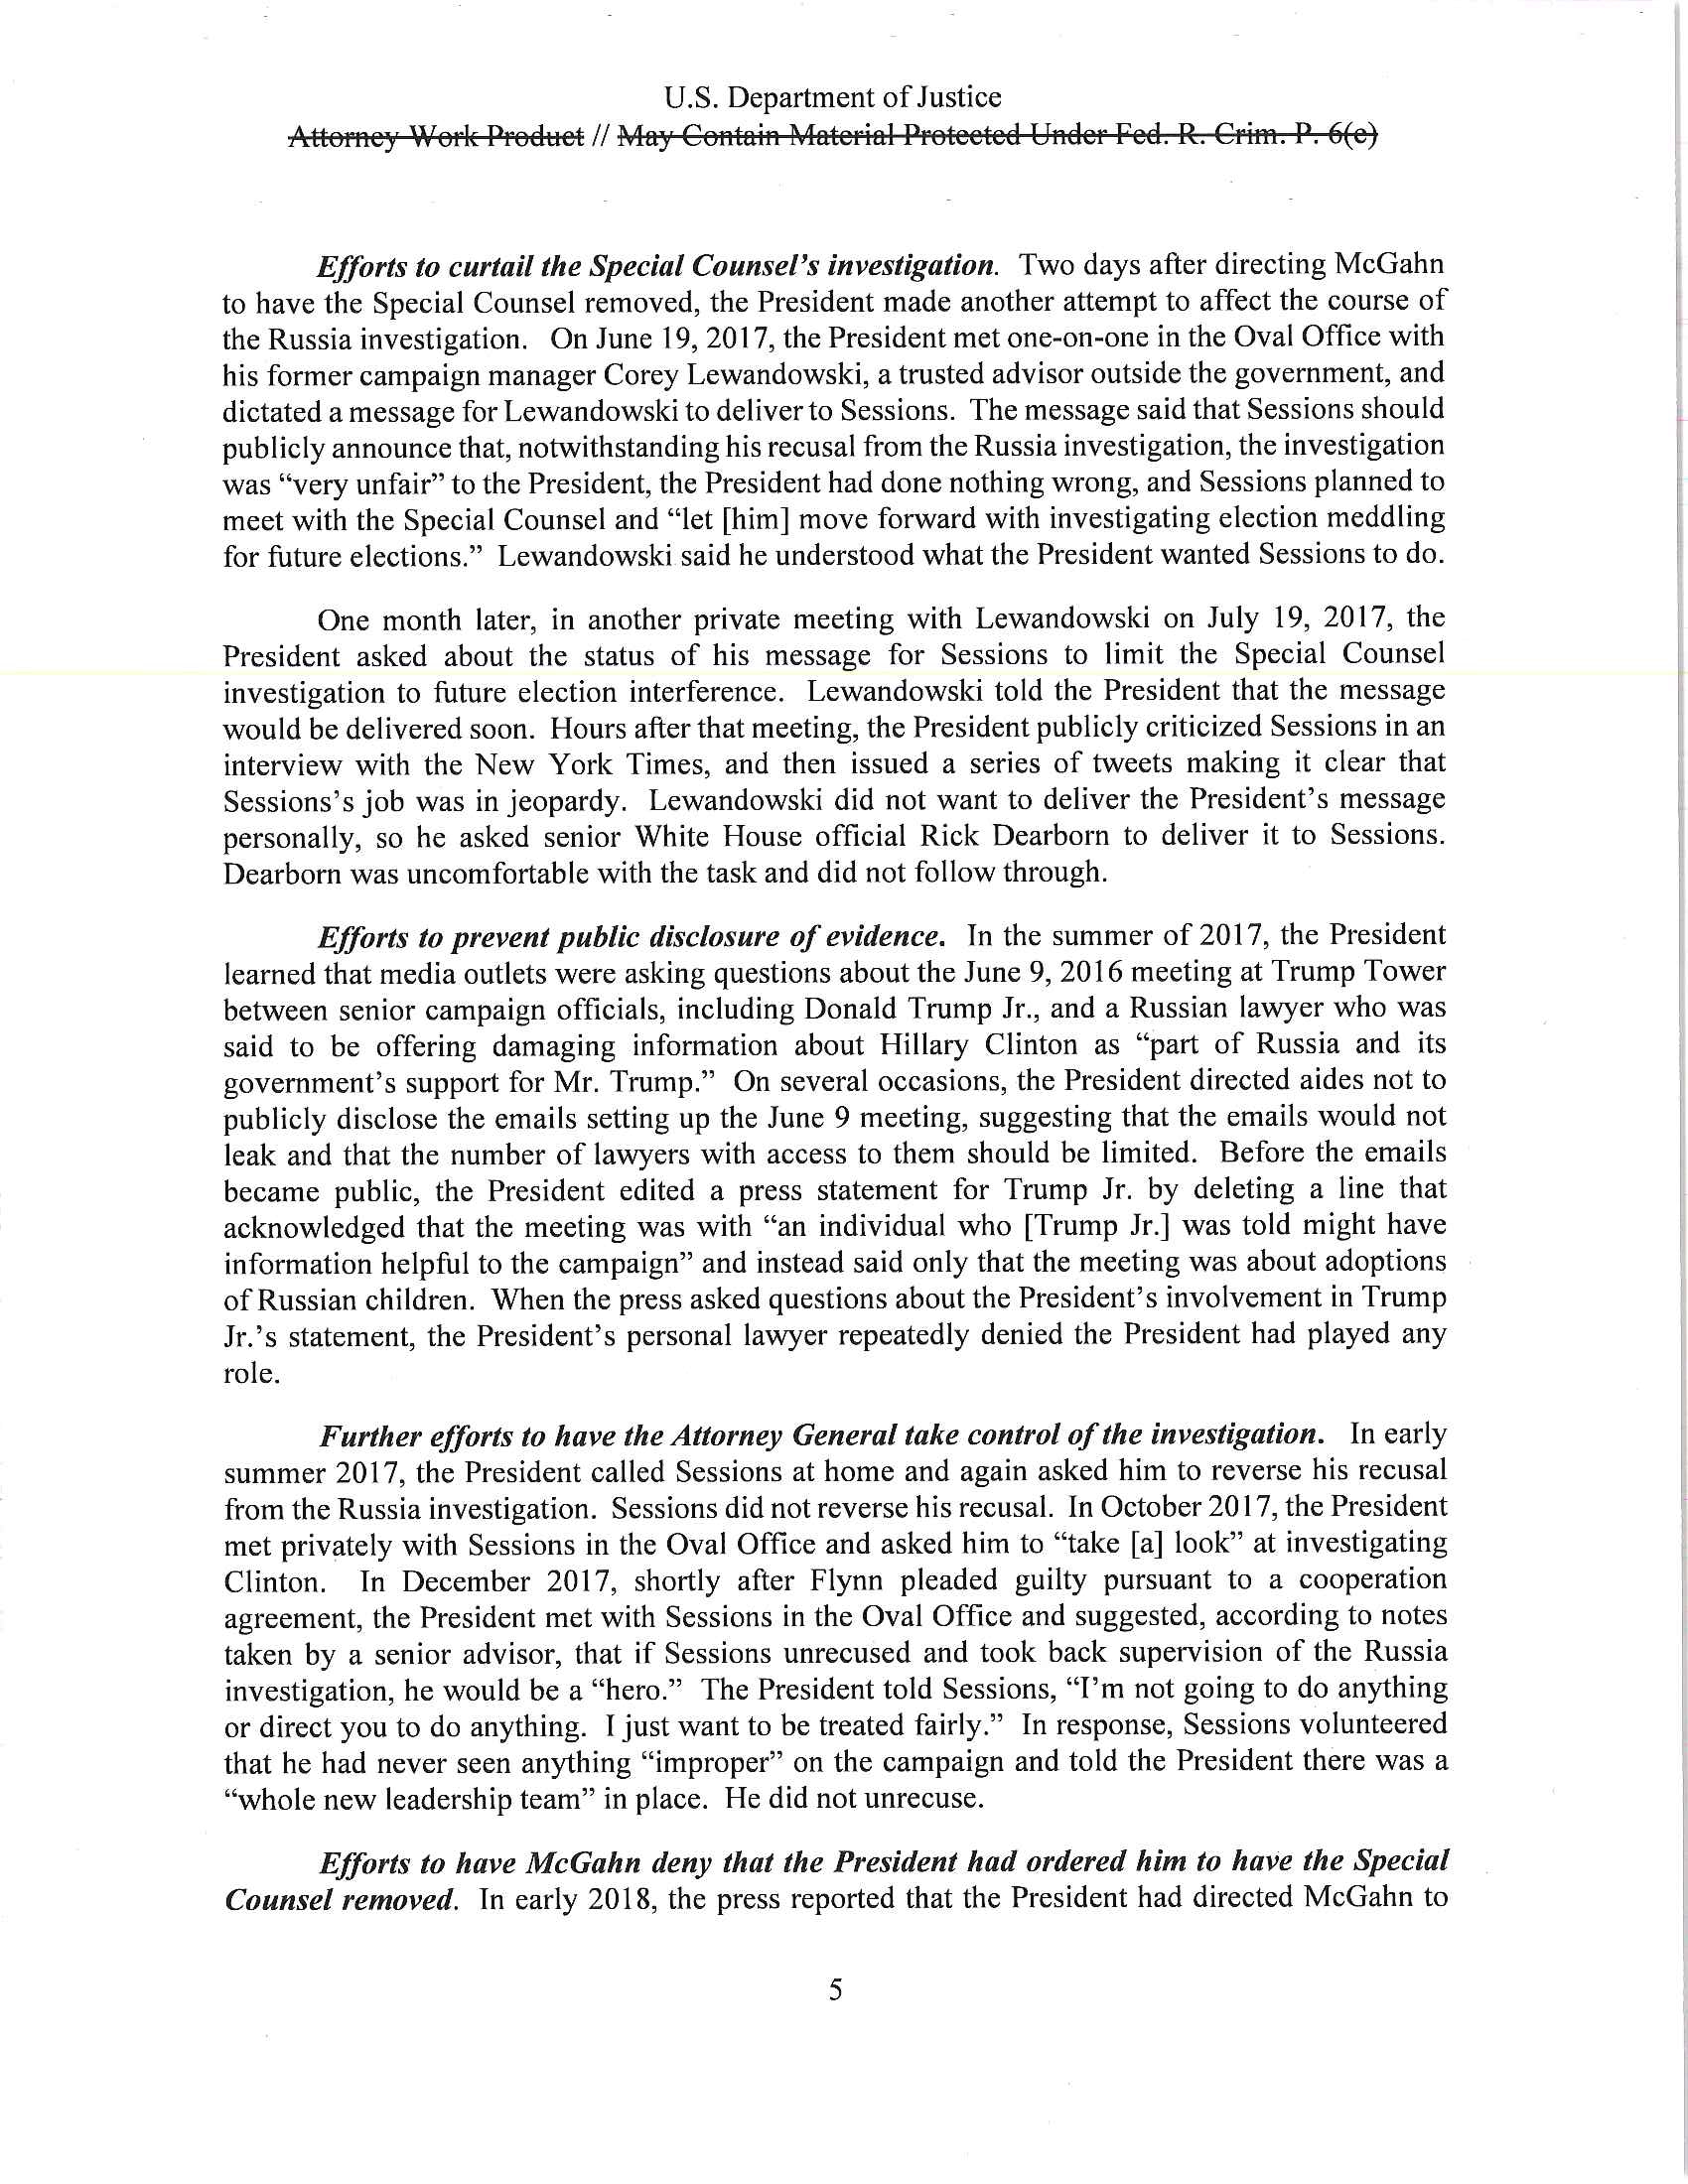 U.S. Department of Justice
Attorney Work Product // May Contain Material Protected Under Fed. R. Crim. P. 6(e)
Efforts to curtail the Special Counsel's investigation. Two days after directing McGahn
to have the Special Counsel removed, the President made another attempt to affect the course of
the Russia investigation. On June 19, 2017, the President met one-on-one in the Oval Office with
his former campaign manager Corey Lewandowski, a trusted advisor outside the government, and
dictated a message for Lewandowski to deliver to Sessions. The message said that Sessions should
publicly announce that, notwithstanding his recusal from the Russia investigation, the investigation
was “very unfair” to the President, the President had done nothing wrong, and Sessions planned to
meet with the Special Counsel and “let [him] move forward with investigating election meddling
for future elections.” Lewandowski said he understood what the President wanted Sessions to do.
One month later, in another private meeting with Lewandowski on July 19, 2017, the
President asked about the status of his message for Sessions to limit the Special Counsel
investigation to future election interference. Lewandowski told the President that the message
would be delivered soon. Hours after that meeting, the President publicly criticized Sessions in an
interview with the New York Times, and then issued a series of tweets making it clear that
Sessions's job was in jeopardy. Lewandowski did not want to deliver the President's message
personally, so he asked senior White House official Rick Dearborn to deliver it to Sessions.
Dearborn was uncomfortable with the task and did not follow through.
Efforts to prevent public disclosure of evidence. In the summer of 2017, the President
learned that media outlets were asking questions about the June 9, 2016 meeting at Trump Tower
between senior campaign officials, including Donald Trump Jr., and a Russian lawyer who was
said to be offering damaging information about Hillary Clinton as “part of Russia and its
government's support for Mr. Trump.” On several occasions, the President directed aides not to
publicly disclose the emails setting up the June 9 meeting, suggesting that the emails would not
leak and that the number of lawyers with access to them should be limited. Before the emails
became public, the President edited a press statement for Trump Jr. by deleting a line that
acknowledged that the meeting was with “an individual who [Trump Jr.] was told might have
information helpful to the campaign” and instead said only that the meeting was about adoptions
of Russian children. When the press asked questions about the President's involvement in Trump
Jr.'s statement, the President's personal lawyer repeatedly denied the President had played any
role.
Further efforts to have the Attorney General take control of the investigation. In early
summer 2017, the President called Sessions at home and again asked him to reverse his recusal
from the Russia investigation. Sessions did not reverse his recusal. In October 2017, the President
met privately with Sessions in the Oval Office and asked him to “take [a] look” at investigating
Clinton. In December 2017, shortly after Flynn pleaded guilty pursuant to a cooperation
agreement, the President met with Sessions in the Oval Office and suggested, according to notes
taken by a senior advisor, that if Sessions unrecused and took back supervision of the Russia
investigation, he would be a “hero.” The President told Sessions, “I'm not going to do anything
or direct you to do anything. I just want to be treated fairly.” In response, Sessions volunteered
that he had never seen anything “improper” on the campaign and told the President there was a
“whole new leadership team” in place. He did not unrecuse.
Efforts to have McGahn deny that the President had ordered him to have the Special
Counsel removed. In early 2018, the press reported that the President had directed McGahn to
5